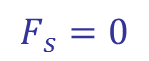 F_s = 0